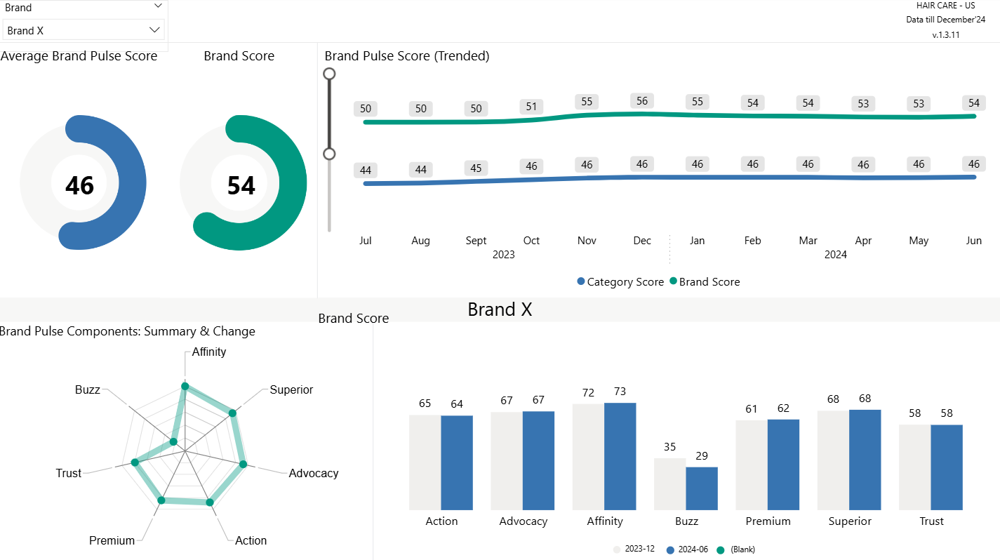 Brand
Brand X
HAIR CARE - US
Data till December'24
v.1.3.11
Average Brand Pulse Score
46
Brand Score
54
Brand Pulse Score (Trended)
50 50 50 51 55 56 55 54 54 53 53 54
44 44 45 46 46 46 46 46 46 46 46 46
Jul Aug Sept Oct Nov Dec Jan Feb Mar Apr May Jun
2023 2024
Category Score Brand Score
Brand X
Brand Score
Brand Pulse Components: Summary & Change
Affinity
Buzz Superior
Trust Advocacy
Premium Action
65 64 67 67 72 73 35 29 61 62 68 68 58 58
Action Advocacy Affinity Buzz Premium Superior Trust
2023-12 2024-06 (Blank)